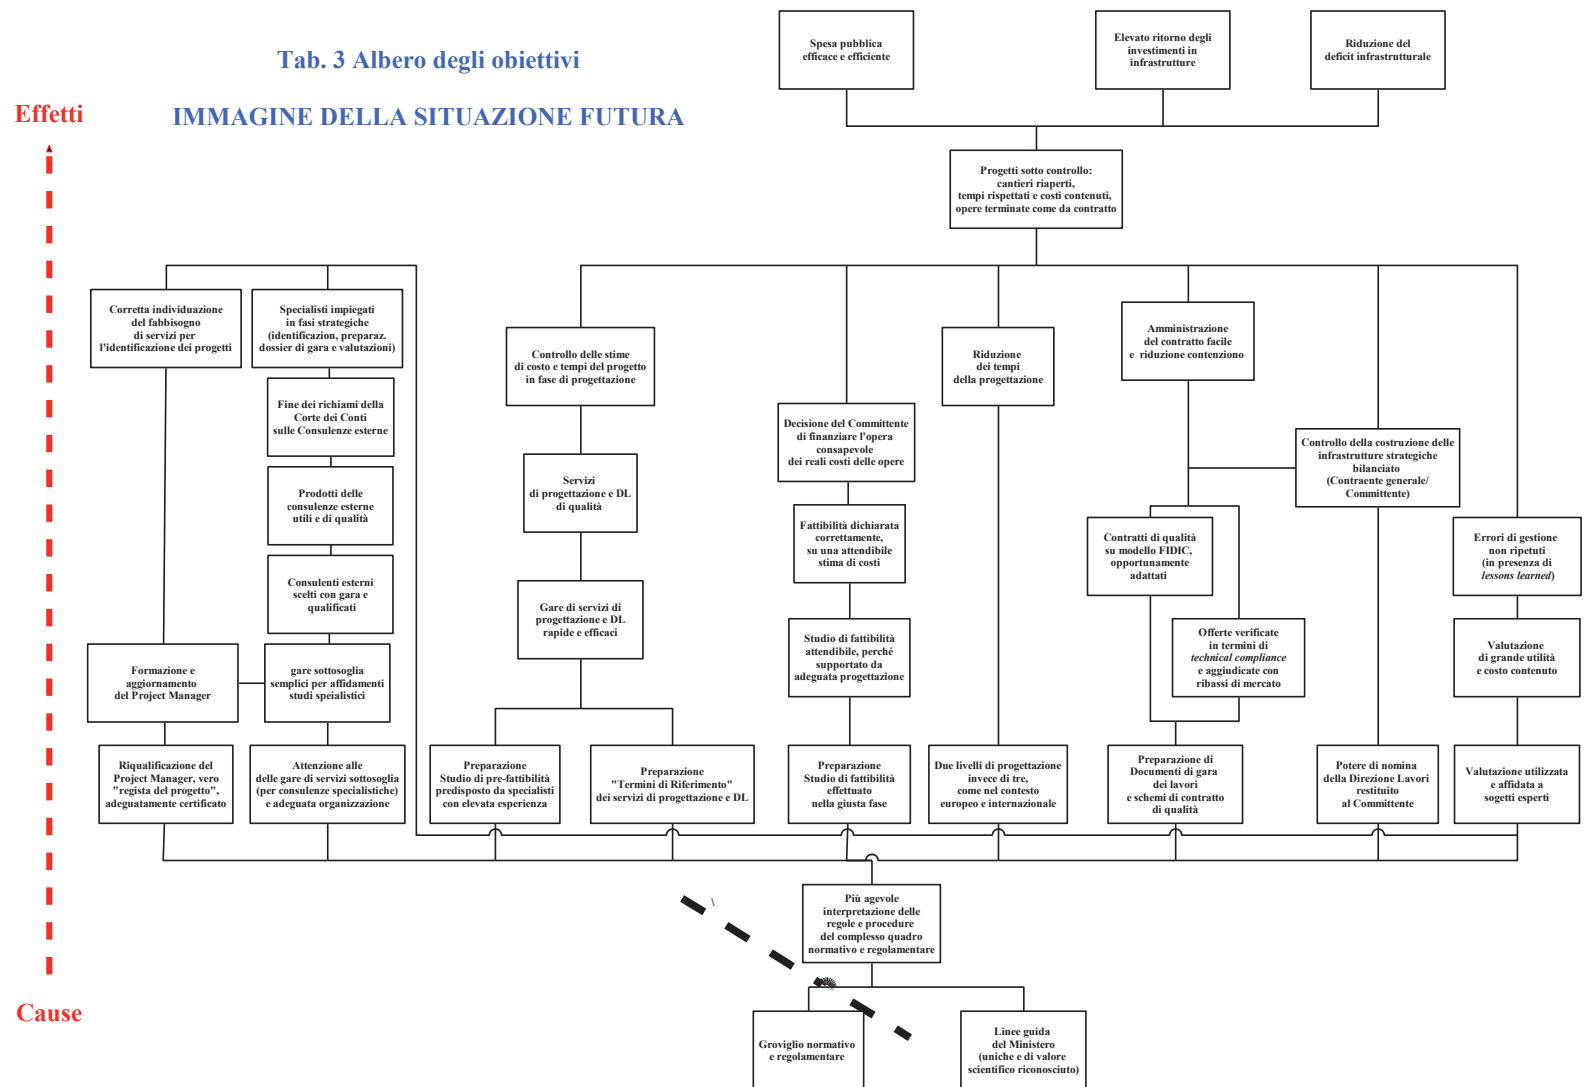 Tab. 3 Albero degli obiettivi
IMMAGINE DELLA SITUAZIONE FUTURA
Effetti
Cause
Spesa pubblica
efficace e efficiente
Elevato ritorno degli
investimenti in
infrastrutture
Riduzione del
deficit infrastrutturale
Progetti sotto controllo:
cantieri riaperti,
tempi rispettati e costi contenuti,
opere terminate come da contratto
Corretta individuazione
del fabbisogno
di servizi per
l'identificazione dei progetti
Specialisti impiegati
in fasi strategiche
(identificazion, preparaz.
dossier di gara e valutazioni)
Fine dei richiami della
Corte dei Conti
sulle Consulenze esterne
Prodotti delle
consulenze esterne
utili e di qualità
Consulenti esterni
scelti con gara e
qualificati
Formazione e
aggiornamento
del Project Manager
gare sottosoglia
semplici per affidamenti
studi speialistici
Riqualificazione del
Project Manager, vero
"regista del progetto",
adeguatamente certificato
Attenzione alle
delle gare di servizi sottosoglia
(per consulenze specialistiche)
e adeguata organizzazione
Controllo delle stime
di costo e tempi del progetto
in fase di progettazione
Servizi
di progettazione e DL
di qualità
Gare di servizi di
progettazione e DL
rapide e efficaci
Preparazione
Studio di pre-fattibilità
predisposto da specialisti
con elevata esperienza
Preparazione
"Termini di Riferimento"
dei servizi di progettazione e DL
Decisione del Committente
di finanziare l'opera
consapevole
dei reali costi delle opere
Fattibilità dichiarata
correttamente,
su una attendibile
stima di costi
Studio di fattibilità
attendibile, perché
supportato da
adeguata progettazione
Preparazione
Studio di fattibilità
effettuato
nella giusta fase
Riduzione
dei tempi
della progettazione
Due livelli di progettazione
invece di tre,
come nel contesto
europeo e internazionale
Amministrazione
del contratto facile
e riduzione contenziono
Contratti di qualità
su modello FIDIC,
opportunamente
adattati
Offerte verificate
in termini di
technical compliance
e aggiudicate con
ribassi di mercato
Preparazione di
Documenti di gara
dei lavori
e schemi di contratto
di qualità
Controllo della costruzione delle
infrastrutture strategiche
bilanciato
(Contraente generale/
Committente)
Potere di nomina
della Direzione Lavori
restituito
al Committente
Errori di gestione
non ripetuti
(in presenza di
lessons learned)
Valutazione
di grande utilità
e costo contenuto
Valutazione utilizzata
e affidata a
sogetti esperti
Più agevole
interpretazione delle
regole e procedure
del complesso quadro
normativo e regolamentare
Groviglio normativo
e regolamentare
Linee guida
del Ministero
(uniche e di valore
scientifico riconosciuto)